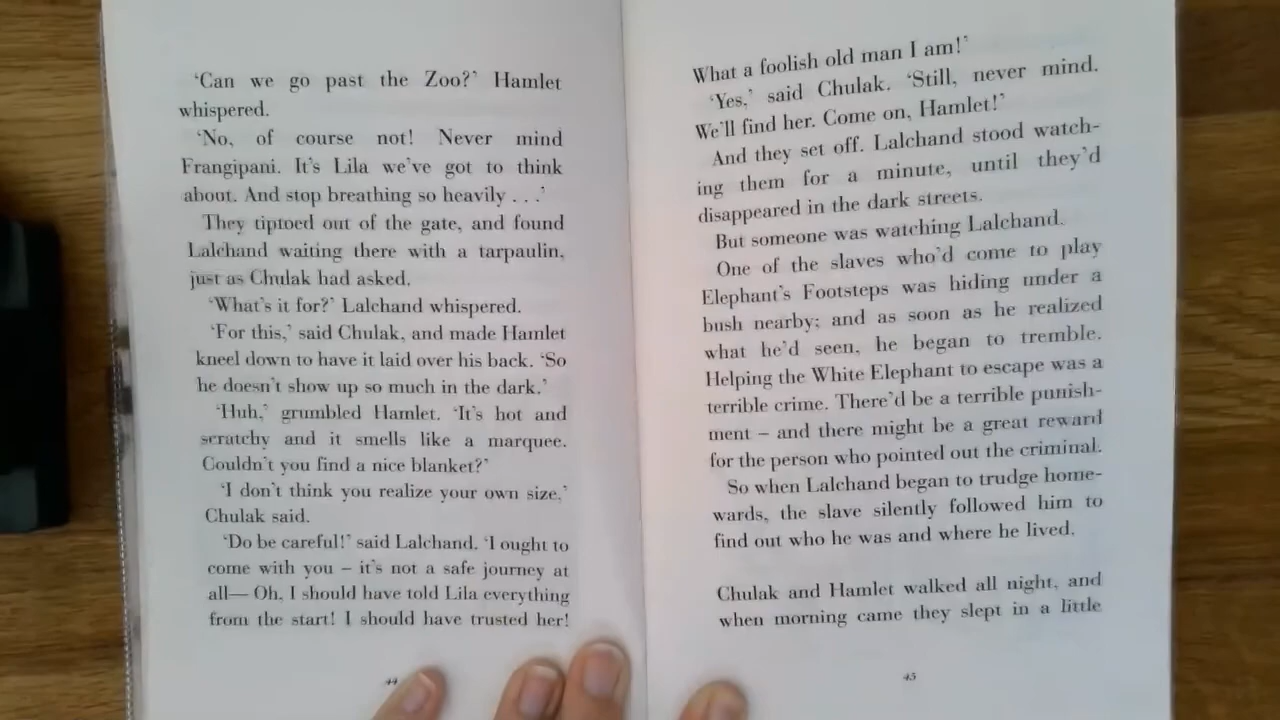 ‘Can we go past the Zoo?’ Hamlet
whispered.
‘No, of course not! Never mind
Frangipani. It’s Lila we’ve got to think
about. And stop breathing so heavily . . .’
They tiptoed out of the gate, and found
Lalchand waiting there with a tarpaulin,
just as Chulak had asked.
‘What’s it for?’ Lalchand whispered.
‘For this,’ said Chulak, and made Hamlet
kneel down to have it laid over his back. ‘So
he doesn’t show up so much in the dark.’
‘Huh,’ grumbled Hamlet. ‘It’s hot and
scratchy and it smells like a marquee.
Couldn’t you find a nice blanket?’
‘I don’t think you realize your own size,’
Chulak said.
‘Do be careful!’ said Lalchand. ‘I ought to
come with you – it’s not a safe journey at
all— Oh, I should have told Lila everything
from the start! I should have trusted her!
44
What a foolish old man I am!’
‘Yes,’ said Chulak. ‘Still, never mind.
We’ll find her. Come on, Hamlet!’
And they set off. Lalchand stood watch-
ing them for a minute, until they’d
disappeared in the dark streets.
But someone was watching Lalchand.
One of the slaves who’d come to play
Elephant’s Footsteps was hiding under a
bush nearby; and as soon as he realized
what he’d seen, he began to tremble.
Helping the White Elephant to escape was a
terrible crime. There’d be a terrible punish-
ment – and there might be a great reward
for the person who pointed out the criminal.
So when Lalchand began to trudge home-
wards, the slave silently followed him to
find out who he was and where he lived.
Chulak and Hamlet walked all night, and
when morning came they slept in a little
45